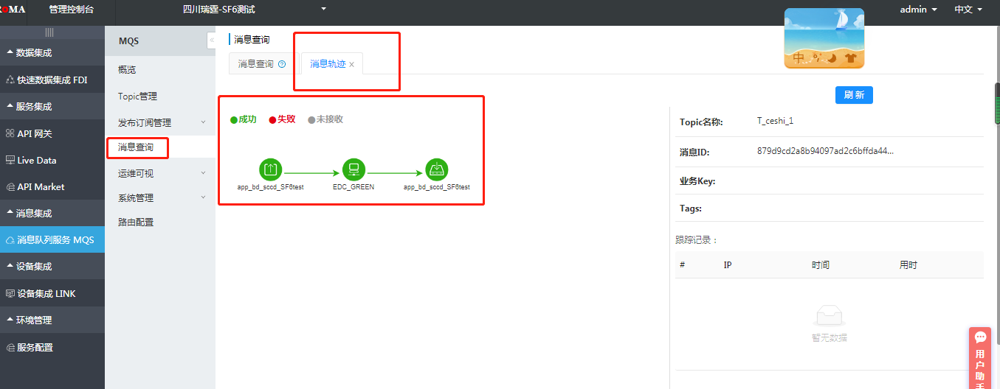 ROMA 管理控制台 四川瑞霆-SF6测试 admin 中文
数据集成
快速数据集成 FDI
服务集成
API 网关
Live Data
API Market
消息集成
消息队列服务 MQS
设备集成
设备集成 LINK
环境管理
服务配置
MQS
概览
Topic管理
发布订阅管理
消息查询
运维可视
系统管理
路由配置
消息查询
消息查询 消息轨迹
中
刷 新
成功 失败 未接收
app_bd_sccd_SF6test EDC_GREEN app_bd_sccd_SF6test
Topic名称: T_ceshi_1
消息ID: 879d9cd2a8b94097ad2c6bffda44...
业务Key:
Tags:
跟踪记录：
# IP 时间 用时
暂无数据
用户助手